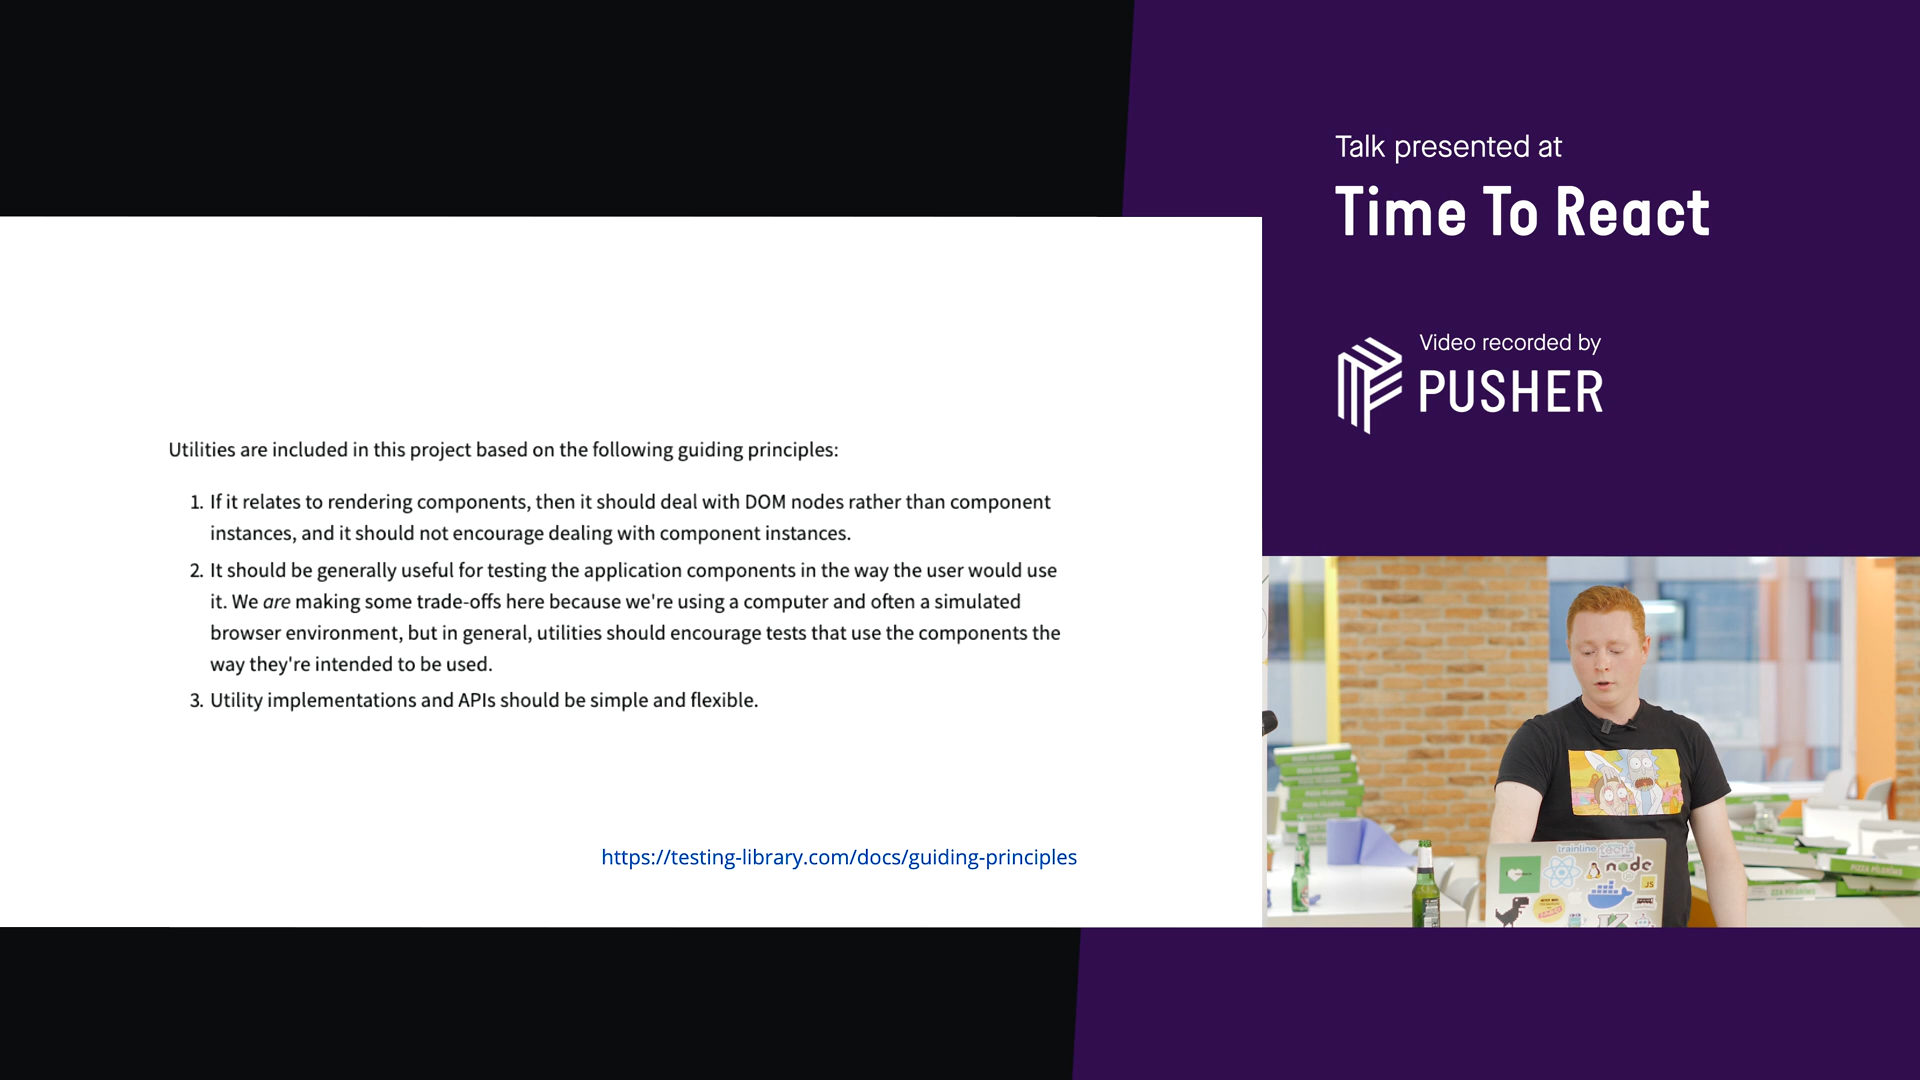 Talk presented at
Time To React
Video recorded by
PUSHER
Utilities are included in this project based on the following guiding principles:
1. If it relates to rendering components, then it should deal with DOM nodes rather than component
instances, and it should not encourage dealing with component instances.
2. It should be generally useful for testing the application components in the way the user would use
it. We are making some trade-offs here because we're using a computer and often a simulated
browser environment, but in general, utilities should encourage tests that use the components the
way they're intended to be used.
3. Utility implementations and APIs should be simple and flexible.
https://testing-library.com/docs/guiding-principles
trainline
node
JS
PIZZA PILGRIMS